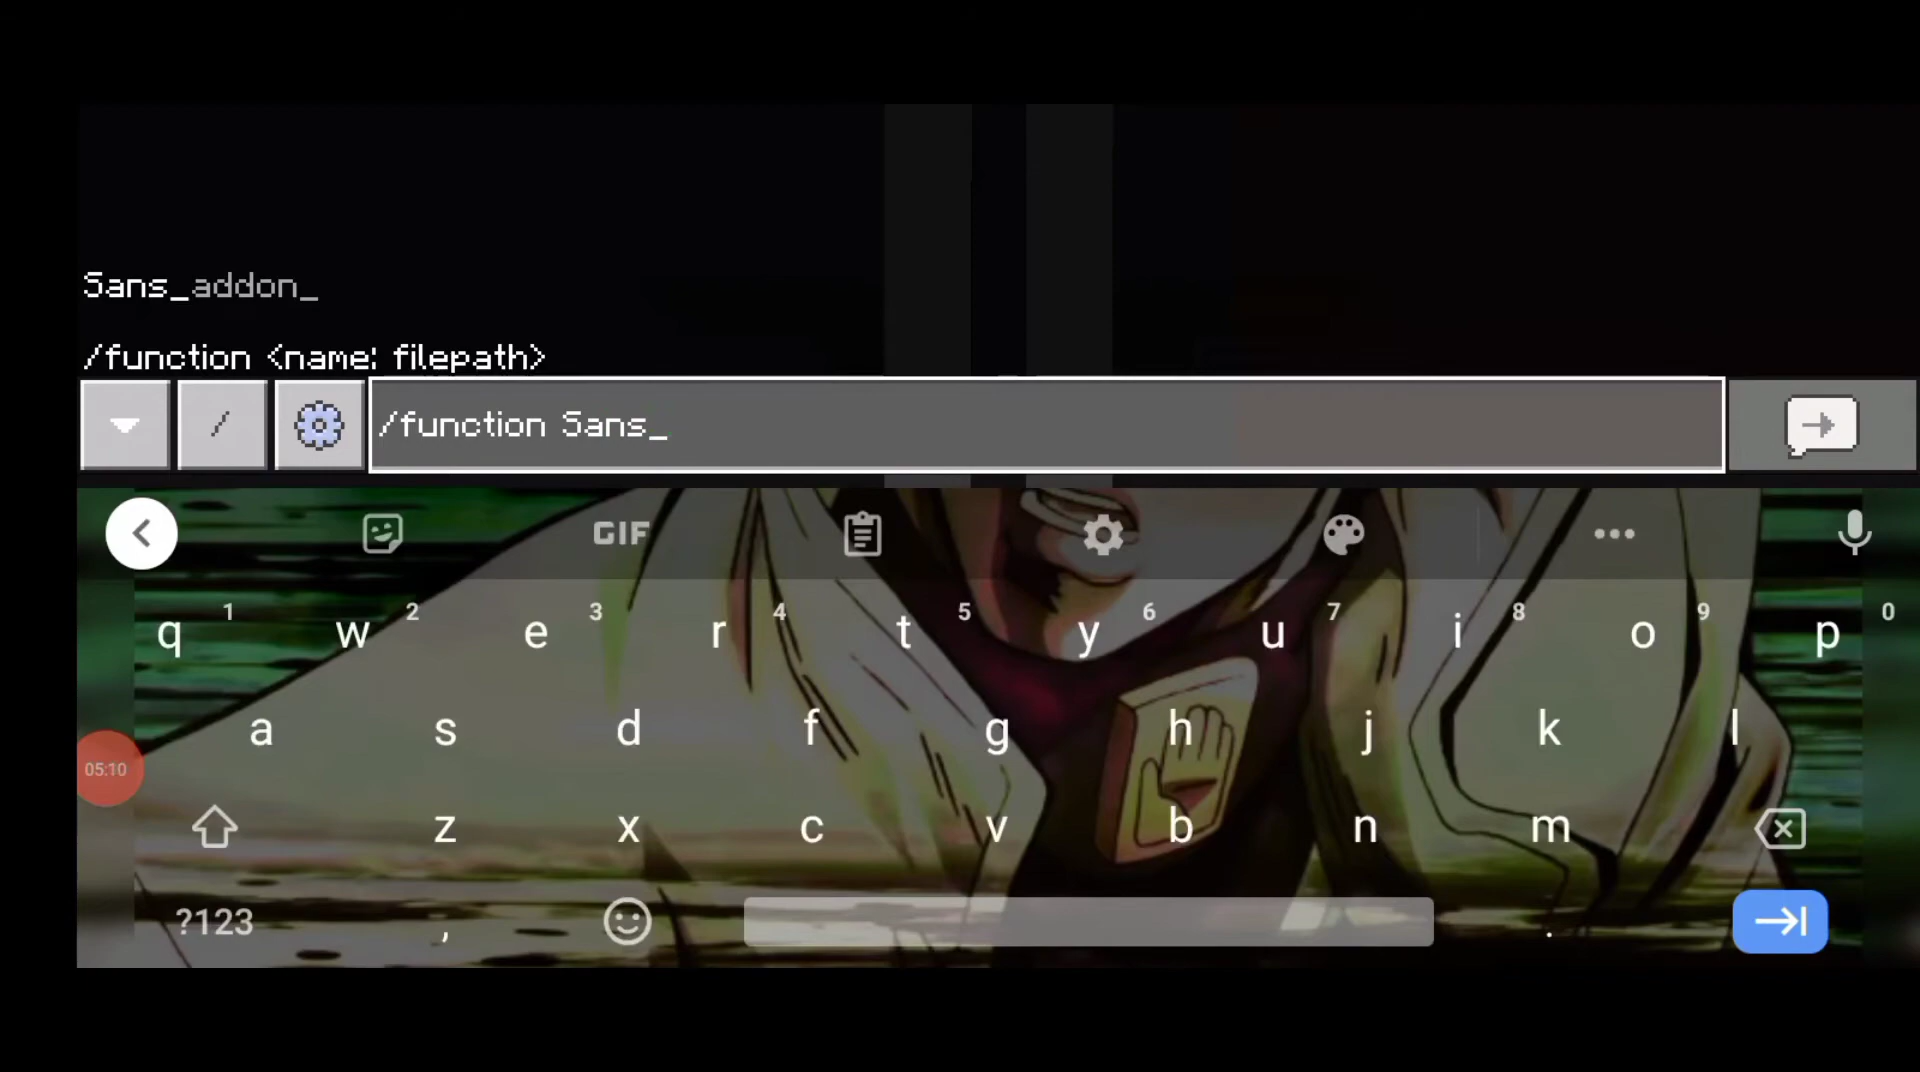 Sans_addon_
/function <name: filepath>
/ /function Sans_
GIF
q 1 w 2 e 3 r 4 t 5 y 6 u 7 i 8 o 9 p 0
a s d f g h j k l
05:10
z x c v b n m
?123 , .